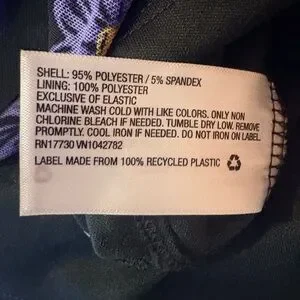 SHELL: 95% POLYESTER / 5% SPANDEX
LINING: 100% POLYESTER
EXCLUSIVE OF ELASTIC
MACHINE WASH COLD WITH LIKE COLORS. ONLY NON
CHLORINE BLEACH IF NEEDED. TUMBLE DRY LOW. REMOVE
PROMPTLY. COOL IRON IF NEEDED. DO NOT IRON ON LABEL.
RN17730 VN1042782
LABEL MADE FROM 100% RECYCLED PLASTIC